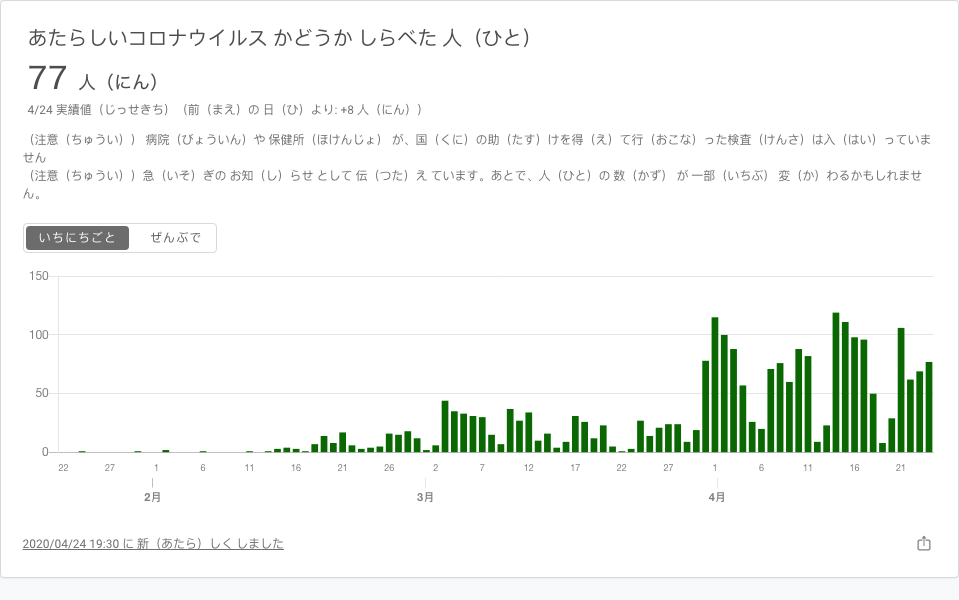 あたらしいコロナウイルス かどうか しらべた 人（ひと）
77 人（にん）
4/24 実績値（じっせきち）（前（まえ）の 日（ひ）より: +8 人（にん））
（注意（ちゅうい）） 病院（びょういん）や 保健所（ほけんじょ） が、国（くに）の助（たす）けを得（え）て行（おこな）った検査（けんさ）は入（はい）っていま
せん
（注意（ちゅうい））急（いそ）ぎの お知（し）らせ として 伝（つた）え ています。あとで、人（ひと）の 数（かず） が 一部（いちぶ） 変（か）わるかもしれませ
ん。
いちにちごと ぜんぶで
150
100
50
0
22 27 1 6 11 16 21 26 2 7 12 17 22 27 1 6 11 16 21
2月 3月 4月
2020/04/24 19:30 に 新（あたら）しく しました